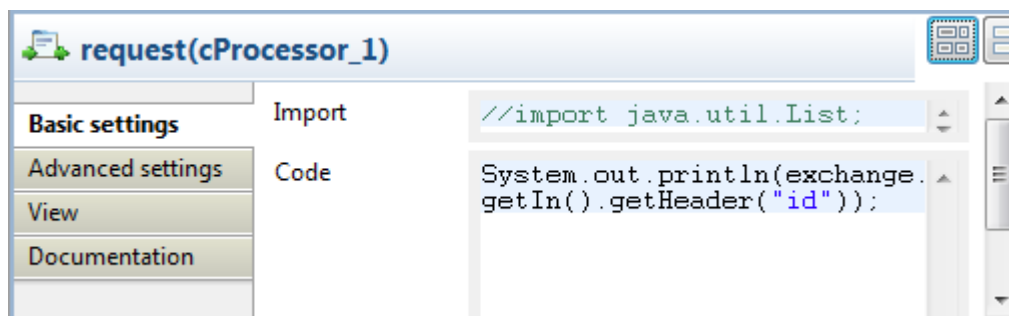 request(cProcessor_1)
Basic settings
Advanced settings
View
Documentation
Import
//import java.util.List;
Code
System.out.println(exchange.
getIn().getHeader("id"));